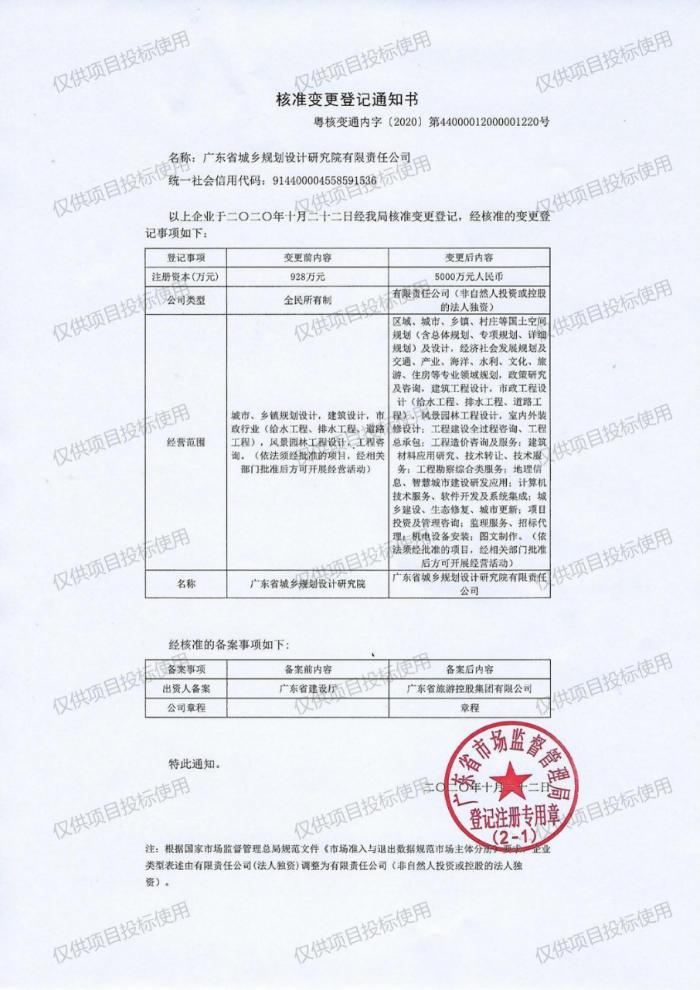 核准变更登记通知书
粤核变通内字〔2020〕第44000012000001220号
名称：广东省城乡规划设计研究院有限责任公司
统一社会信用代码：914400004558591536
以上企业于二〇二〇年十月二十二日经我局核准变更登记，经核准的变更登
记事项如下：
登记事项 变更前内容 变更后内容
注册资本(万元) 928万元 5000万元人民币
公司类型 全民所有制 有限责任公司（非自然人投资或控股
的法人独资）
经营范围
城市、乡镇规划设计，建筑设计，市
政行业（给水工程、排水工程、道路
工程），风景园林工程设计，工程咨
询。（依法须经批准的项目，经相关
部门批准后方可开展经营活动）
区域、城市、乡镇、村庄等国土空间
规划（含总体规划、专项规划、详细
规划）及设计，经济社会发展规划及
交通、产业、海洋、水利、文化、旅
游、住房等专业领域规划，政策研究
及咨询，建筑工程设计，市政工程设
计（给水工程、排水工程、道路工
程）、风景园林工程设计，室内外装
修设计；工程建设全过程咨询、工程
总承包；工程造价咨询及服务；建筑
材料应用研究、技术转让、技术服
务；工程勘察综合类服务；地理信
息、智慧城市建设研发应用；计算机
技术服务、软件开发及系统集成；城
乡建设、生态修复、城市更新；项目
投资及管理咨询；监理服务、招标代
理；机电设备安装；图文制作。（依
法须经批准的项目，经相关部门批准
后方可开展经营活动）
名称 广东省城乡规划设计研究院 广东省城乡规划设计研究院有限责任
公司
经核准的备案事项如下：
备案事项 备案前内容 备案后内容
出资人备案 广东省建设厅 广东省旅游控股集团有限公司
公司章程 章程
特此通知。
二〇二〇年十月二十二日
广东省市场监督管理局
登记注册专用章
(2-1)
注：根据国家市场监督管理总局规范文件《市场准入与退出数据规范市场主体分册》要求，企业
类型表述由有限责任公司(法人独资)调整为有限责任公司（非自然人投资或控股的法人独
资）。
仅供项目投标使用